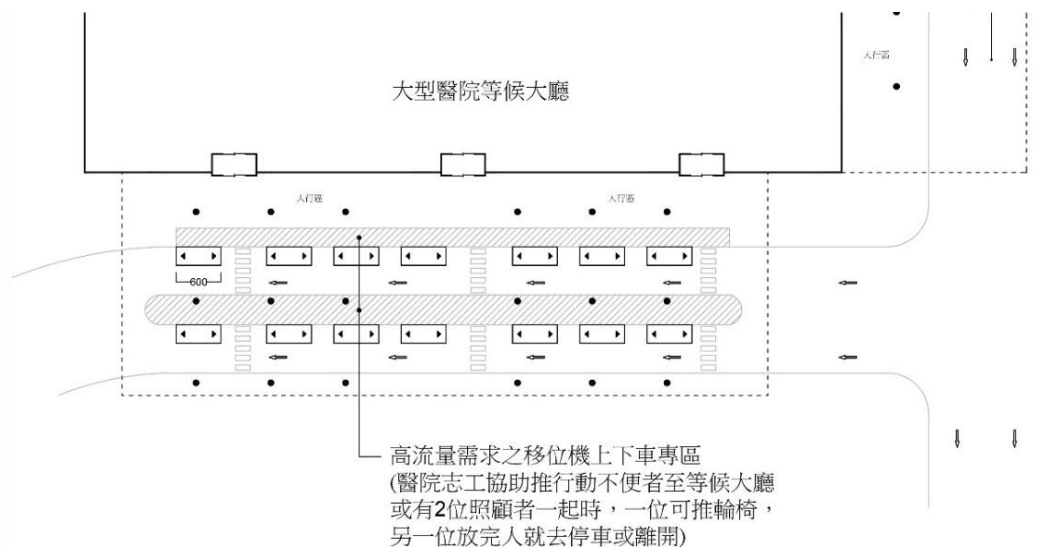 人行區
大型醫院等候大廳
人行區
人行區
600
高流量需求之移位機上下車專區
(醫院志工協助推行動不便者至等候大廳
或有2位照顧者一起時，一位可推輪椅，
另一位放完人就去停車或離開)